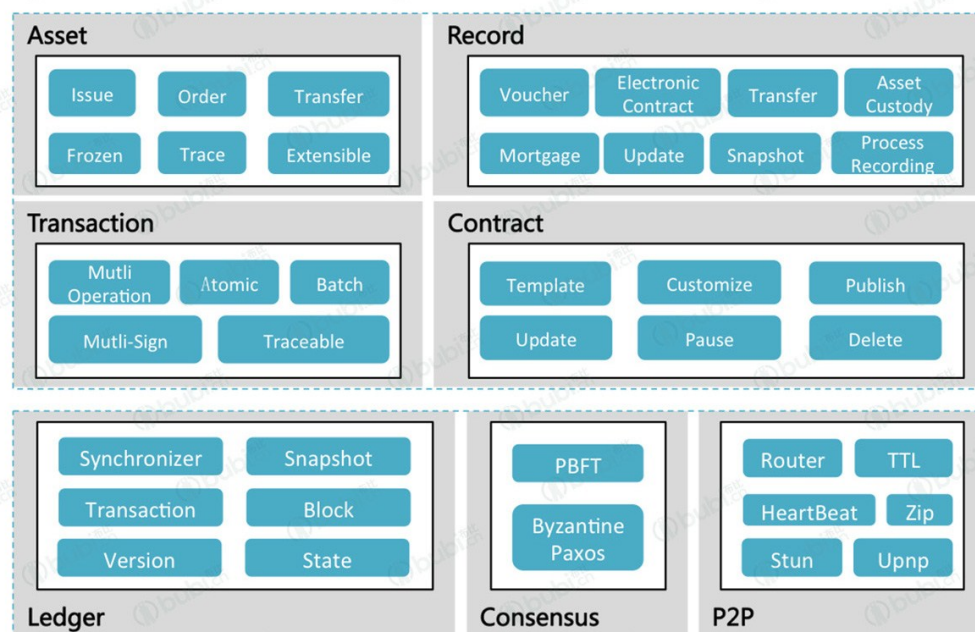 Asset
Issue
Order
Transfer
Frozen
Trace
Extensible
Record
Voucher
Electronic
Contract
Transfer
Asset
Custody
Mortgage
Update
Snapshot
Process
Recording
Transaction
Mutli
Operation
Atomic
Batch
Mutli-Sign
Traceable
Contract
Template
Customize
Publish
Update
Pause
Delete
Synchronizer
Snapshot
Transaction
Block
Version
State
Ledger
PBFT
Byzantine
Paxos
Consensus
Router
TTL
HeartBeat
Zip
Stun
Upnp
P2P
bubi